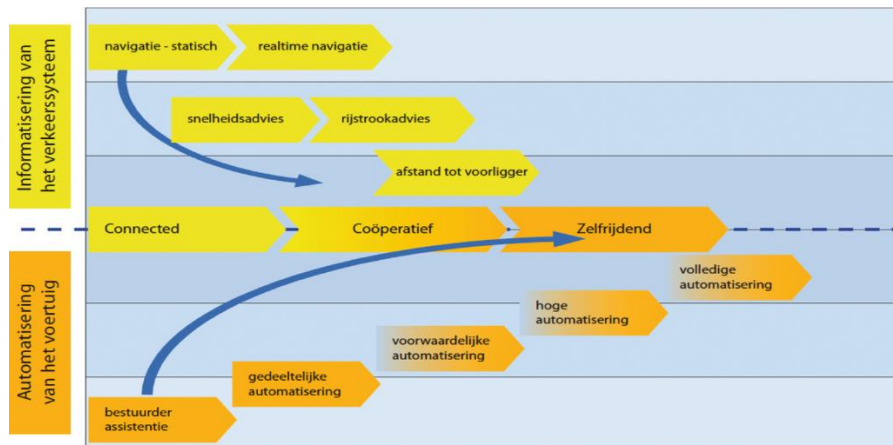 Informatisering van
het verkeerssysteem
navigatie - statisch
realtime navigatie
snelheidsadvies
rijstrookadvies
afstand tot voorligger
Connected
Coöperatief
Zelfrijdend
Automatisering
van het voertuig
volledige
automatisering
hoge
automatisering
voorwaardelijke
automatisering
gedeeltelijke
automatisering
bestuurder
assistentie